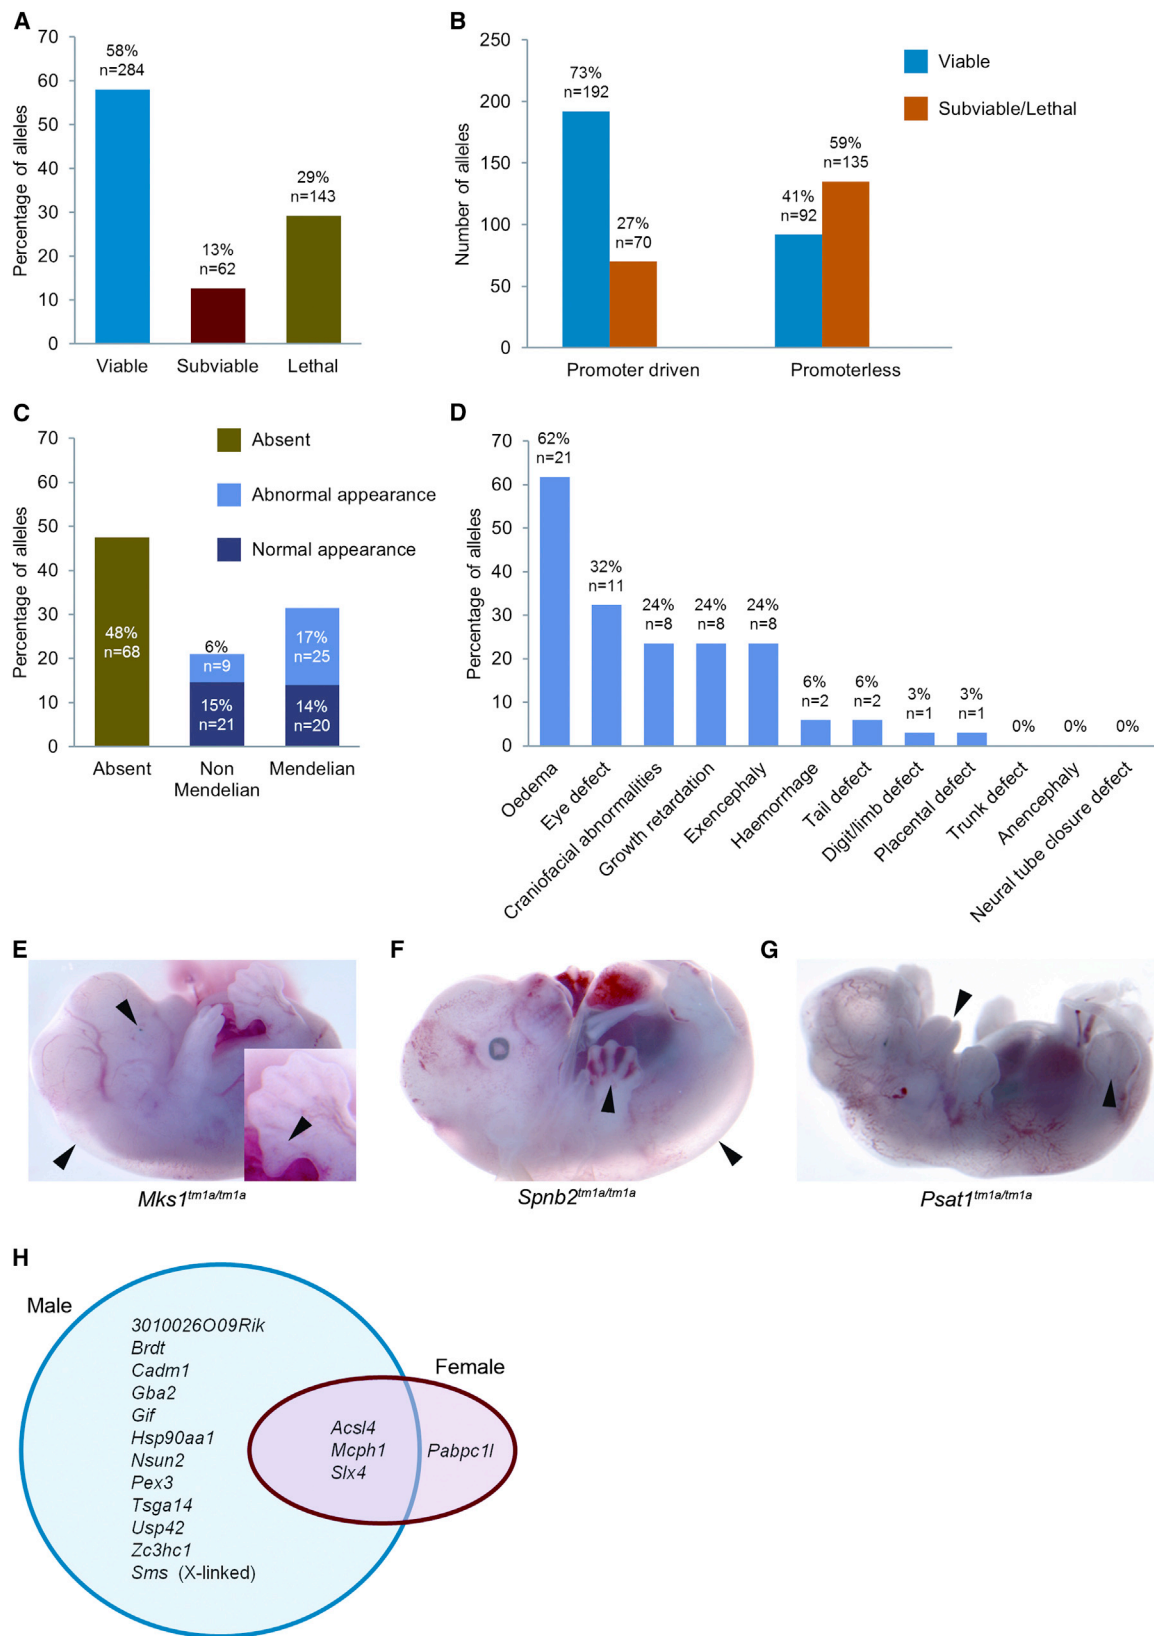 A
Percentage of alleles
70
60
50
40
30
20
10
0
58%
n=284
13%
n=62
29%
n=143
Viable
Subviable
Lethal
B
Number of alleles
250
200
150
100
50
0
73%
n=192
27%
n=70
41%
n=92
59%
n=135
Promoter driven
Promoterless
Viable
Subviable/Lethal
C
Percentage of alleles
70
60
50
40
30
20
10
0
Absent
Abnormal appearance
Normal appearance
48%
n=68
6%
n=9
15%
n=21
17%
n=25
14%
n=20
Absent
Non
Mendelian
Mendelian
D
Percentage of alleles
70
60
50
40
30
20
10
0
62%
n=21
32%
n=11
24%
n=8
24%
n=8
24%
n=8
6%
n=2
6%
n=2
3%
n=1
3%
n=1
0%
0%
0%
Oedema
Eye defect
Craniofacial abnormalities
Growth retardation
Exencephaly
Haemorrhage
Tail defect
Digit/limb defect
Placental defect
Trunk defect
Anencephaly
Neural tube closure defect
E
Mks1tm1a/tm1a
F
Spnb2tm1a/tm1a
G
Psat1tm1a/tm1a
H
Male
3010026O09Rik
Brdt
Cadm1
Gba2
Gif
Hsp90aa1
Nsun2
Pex3
Tsga14
Usp42
Zc3hc1
Sms (X-linked)
Female
Acsl4
Mcph1
Slx4
Pabpc1l